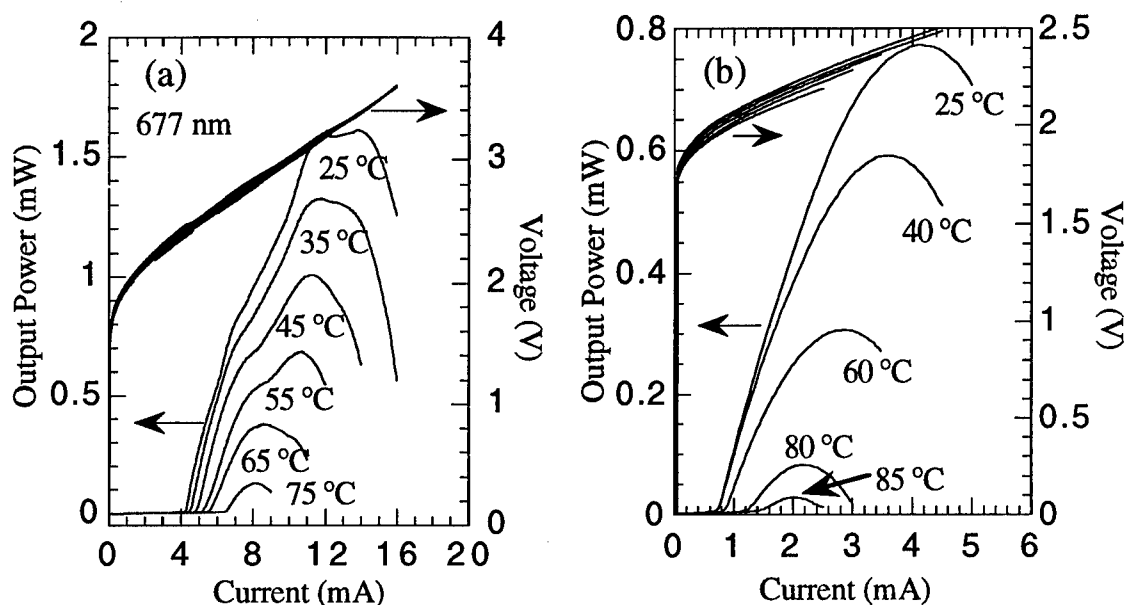 (a)
677 nm
Output Power (mW)
2
1.5
1
0.5
0
4
3
2
1
0
Voltage (V)
25 °C
35 °C
45 °C
55 °C
65 °C
75 °C
0 4 8 12 16 20
Current (mA)
(b)
Output Power (mW)
0.8
0.6
0.4
0.2
0
2.5
2
1.5
1
0.5
0
Voltage (V)
25 °C
40 °C
60 °C
80 °C
85 °C
0 1 2 3 4 5 6
Current (mA)